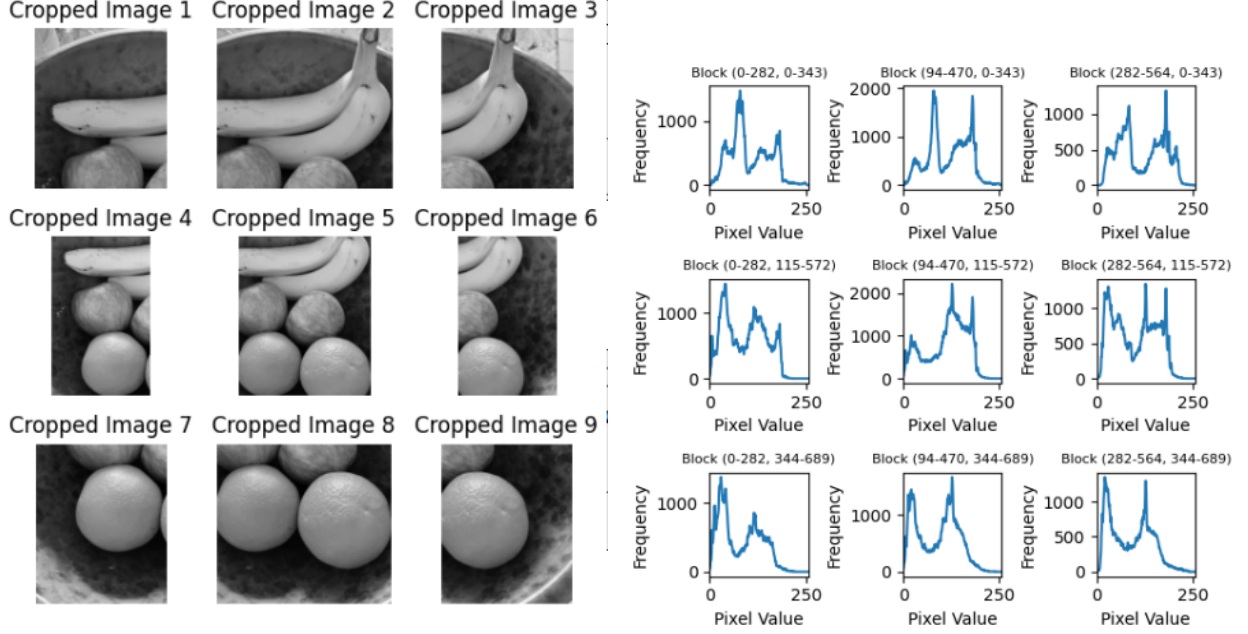 Cropped Image 1 Cropped Image 2 Cropped Image 3
Cropped Image 4 Cropped Image 5 Cropped Image 6
Cropped Image 7 Cropped Image 8 Cropped Image 9
Block (0-282, 0-343) Block (94-470, 0-343) Block (282-564, 0-343)
Frequency
1000
0
Frequency
2000
1000
0
Frequency
1000
500
0
0 250 0 250 0 250
Pixel Value Pixel Value Pixel Value
Block (0-282, 115-572) Block (94-470, 115-572) Block (282-564, 115-572)
Frequency
1000
0
Frequency
2000
1000
0
Frequency
1000
500
0
0 250 0 250 0 250
Pixel Value Pixel Value Pixel Value
Block (0-282, 344-689) Block (94-470, 344-689) Block (282-564, 344-689)
Frequency
1000
0
Frequency
1000
0
Frequency
1000
500
0
0 250 0 250 0 250
Pixel Value Pixel Value Pixel Value